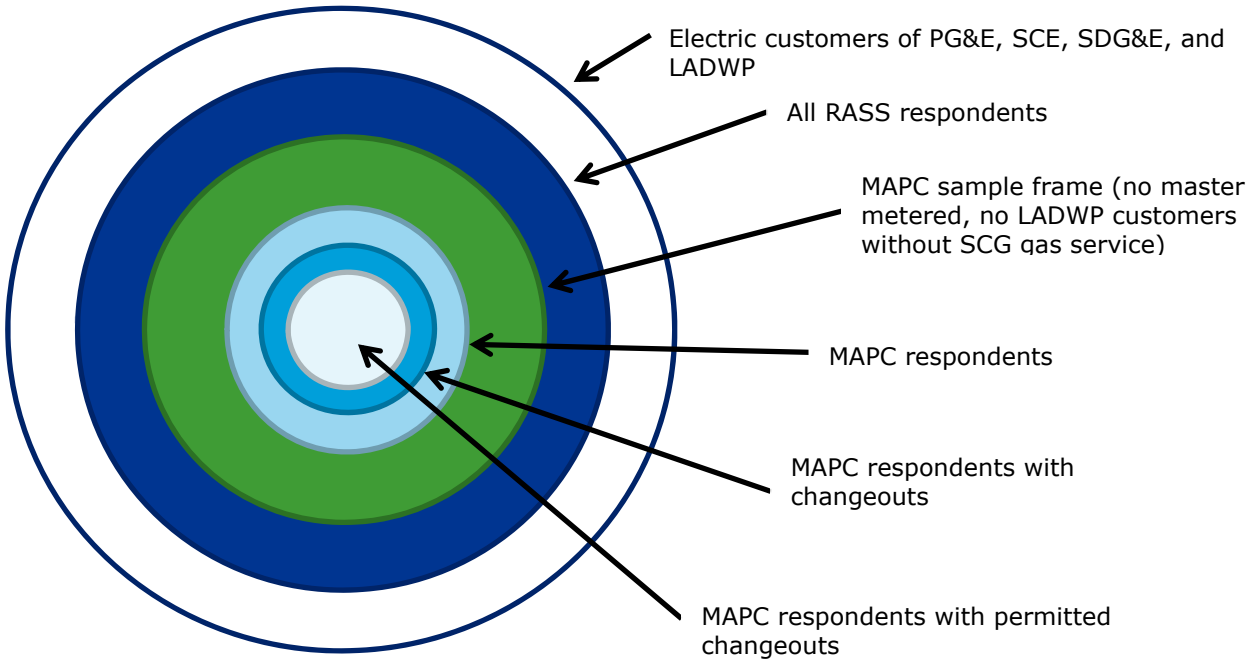 Electric customers of PG&E, SCE, SDG&E, and
LADWP
All RASS respondents
MAPC sample frame (no master
metered, no LADWP customers
without SCG gas service)
MAPC respondents
MAPC respondents with
changeouts
MAPC respondents with permitted
changeouts